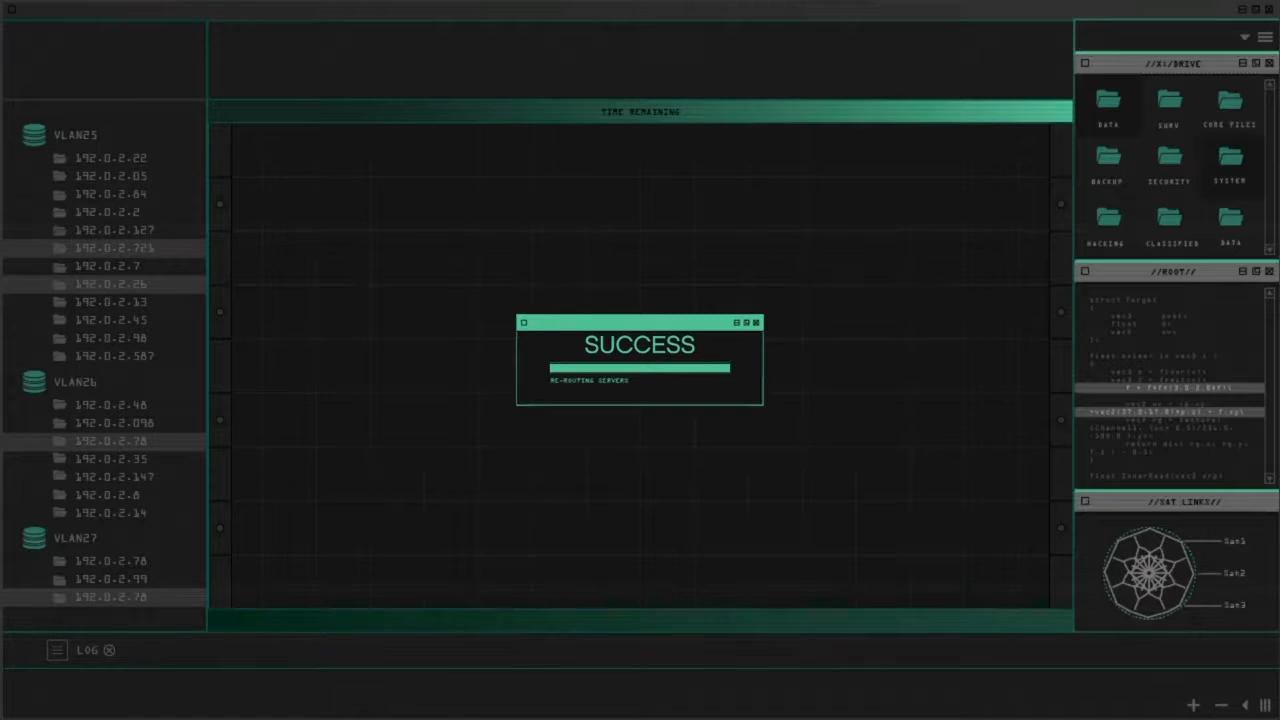 TIME REMAINING
VLAN25
192.0.2.22
192.0.2.05
192.0.2.64
192.0.2.2
192.0.2.127
192.0.2.721
192.0.2.7
192.0.2.26
192.0.2.13
192.0.2.45
192.0.2.98
192.0.2.587
VLAN26
192.0.2.48
192.0.2.098
192.0.2.78
192.0.2.35
192.0.2.147
192.0.2.8
192.0.2.14
VLAN27
192.0.2.78
192.0.2.99
192.0.2.78
SUCCESS
RE-ROUTING SERVERS
//X:/DRIVE
DATA
SURV
CODE FILES
BACKUP
SECURITY
SYSTEM
HACKING
CLASSIFIED
DATA
//ROOT//
struct Target
{
};
//SAT LINKS//
Sat1
Sat2
Sat3
LOG